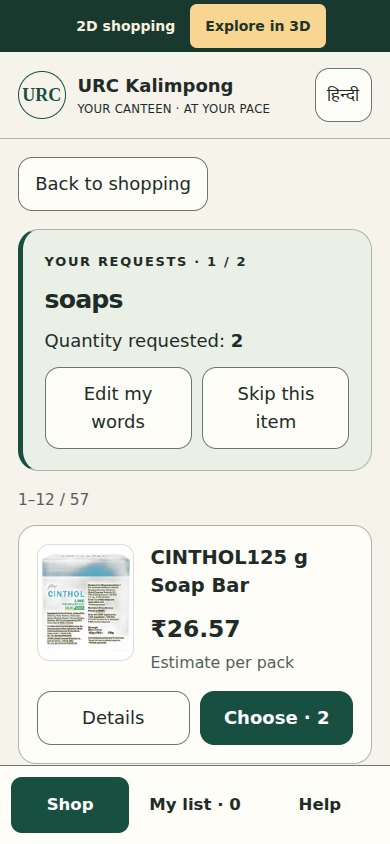 2D shopping Explore in 3D
URC URC Kalimpong
YOUR CANTEEN · AT YOUR PACE
हिन्दी
Back to shopping
YOUR REQUESTS · 1 / 2
soaps
Quantity requested: 2
Edit my words
Skip this item
1–12 / 57
CINTHOL
CINTHOL125 g
Soap Bar
₹26.57
Estimate per pack
Details Choose · 2
Shop My list · 0 Help